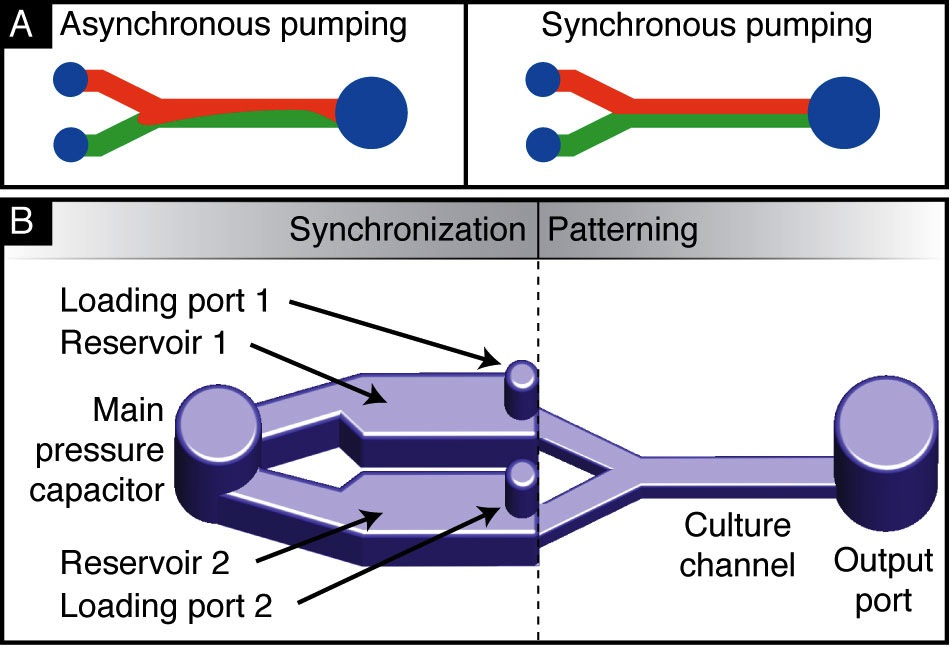 A
Asynchronous pumping
Synchronous pumping
B
Synchronization
Patterning
Loading port 1
Reservoir 1
Main
pressure
capacitor
Reservoir 2
Loading port 2
Culture
channel
Output
port